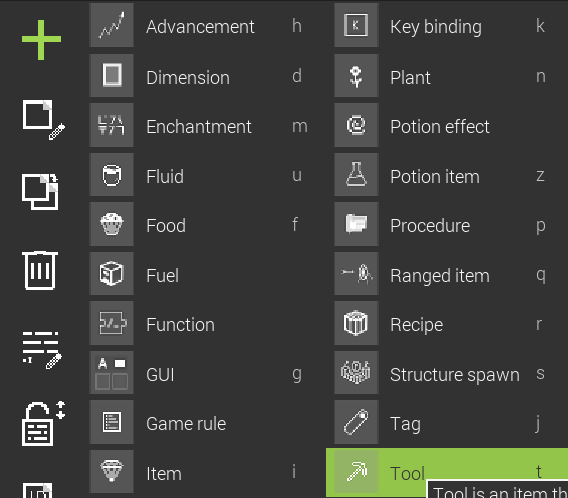 Advancement h
Dimension d
Enchantment m
Fluid u
Food f
Fuel
Function
GUI g
Game rule
Item i
Key binding k
Plant n
Potion effect
Potion item z
Procedure p
Ranged item q
Recipe r
Structure spawn s
Tag j
Tool t
Tool is an item th